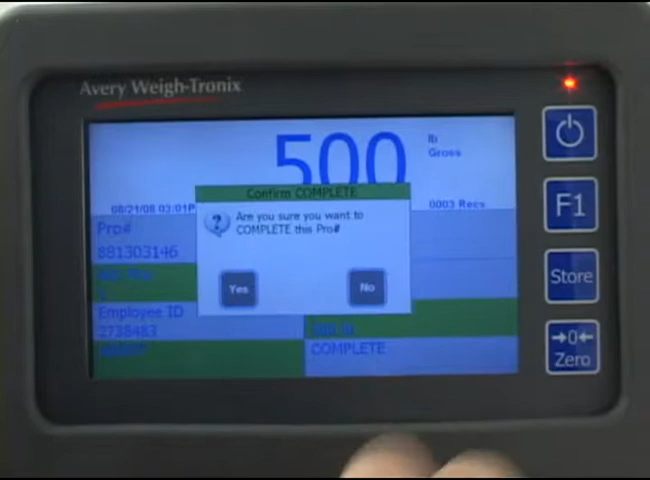 Avery Weigh-Tronix
500
lb
Gross
Confirm COMPLETE
08/21/08 03:01P
0003 Recs
Are you sure you want to
COMPLETE this Pro#
Pro#
881303146
Yes
No
Employee ID
2738483
COMPLETE
F1
Store
→0←
Zero